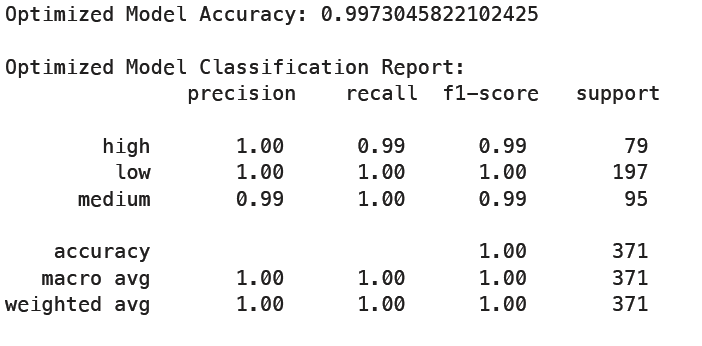 Optimized Model Accuracy: 0.9973045822102425
Optimized Model Classification Report:
precision recall f1-score support
high 1.00 0.99 0.99 79
low 1.00 1.00 1.00 197
medium 0.99 1.00 0.99 95
accuracy 1.00 371
macro avg 1.00 1.00 1.00 371
weighted avg 1.00 1.00 1.00 371